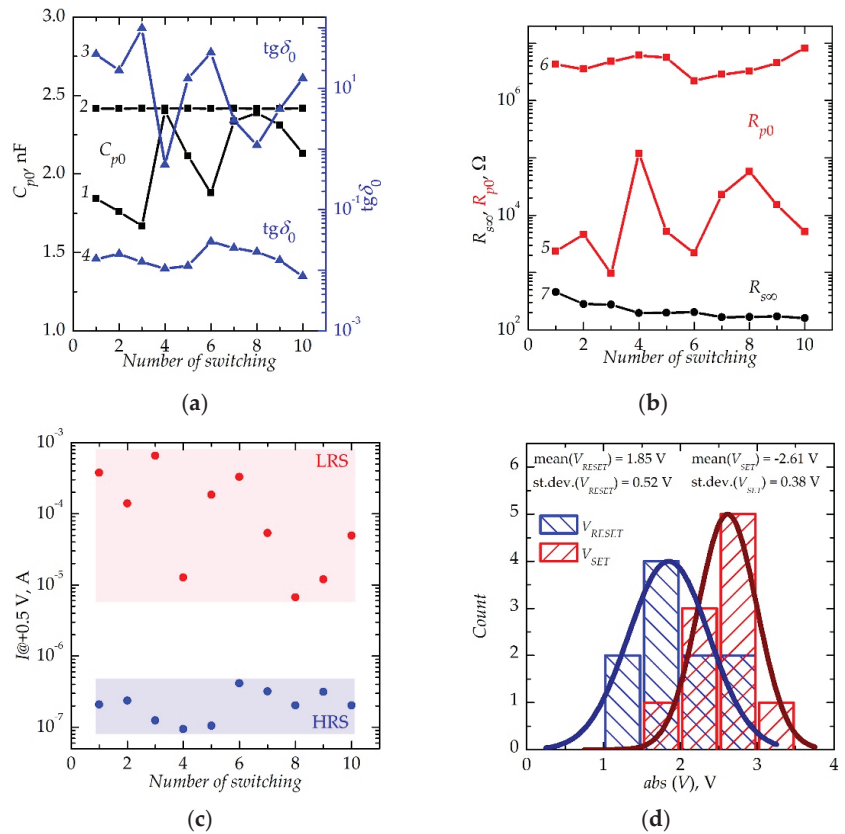 3.0
2.5
2.0
1.5
1.0
C_p0, nF
3
2
1
4
C_p0
tgδ_0
tgδ_0
10^1
10^-1
10^-3
tgδ_0
0 2 4 6 8 10
Number of switching
(a)
10^6
10^4
10^2
R_s∞, R_p0, Ω
6
5
7
R_p0
R_s∞
0 2 4 6 8 10
Number of switching
(b)
10^-3
10^-4
10^-5
10^-6
10^-7
I@+0.5 V, A
LRS
HRS
0 2 4 6 8 10
Number of switching
(c)
6
5
4
3
2
1
0
Count
mean(V_RESET) = 1.85 V mean(V_SET) = -2.61 V
st.dev.(V_RESET) = 0.52 V st.dev.(V_SET) = 0.38 V
V_RESET
V_SET
0 1 2 3 4
abs (V), V
(d)